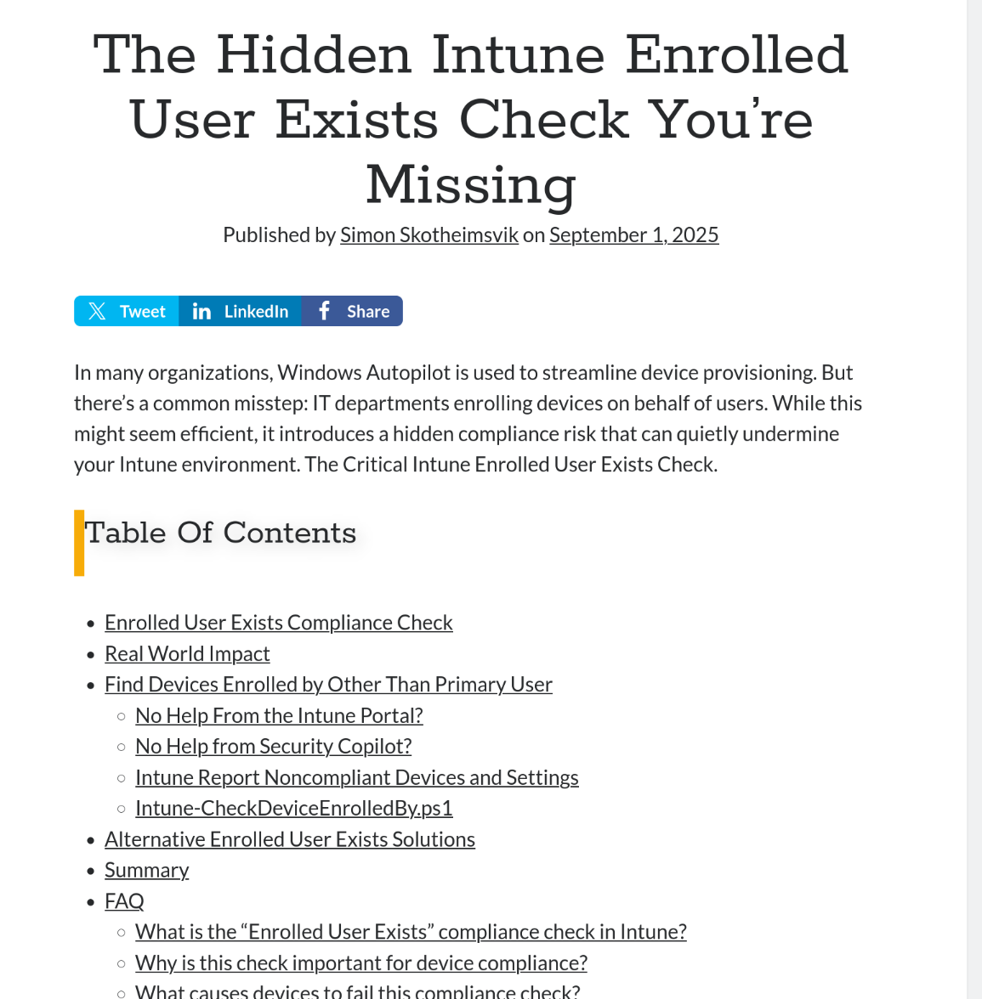 The Hidden Intune Enrolled
User Exists Check You’re
Missing
Published by Simon Skotheimsvik on September 1, 2025
Tweet LinkedIn Share
In many organizations, Windows Autopilot is used to streamline device provisioning. But
there’s a common misstep: IT departments enrolling devices on behalf of users. While this
might seem efficient, it introduces a hidden compliance risk that can quietly undermine
your Intune environment. The Critical Intune Enrolled User Exists Check.
Table Of Contents
Enrolled User Exists Compliance Check
Real World Impact
Find Devices Enrolled by Other Than Primary User
No Help From the Intune Portal?
No Help from Security Copilot?
Intune Report Noncompliant Devices and Settings
Intune-CheckDeviceEnrolledBy.ps1
Alternative Enrolled User Exists Solutions
Summary
FAQ
What is the “Enrolled User Exists” compliance check in Intune?
Why is this check important for device compliance?
What causes devices to fail this compliance check?